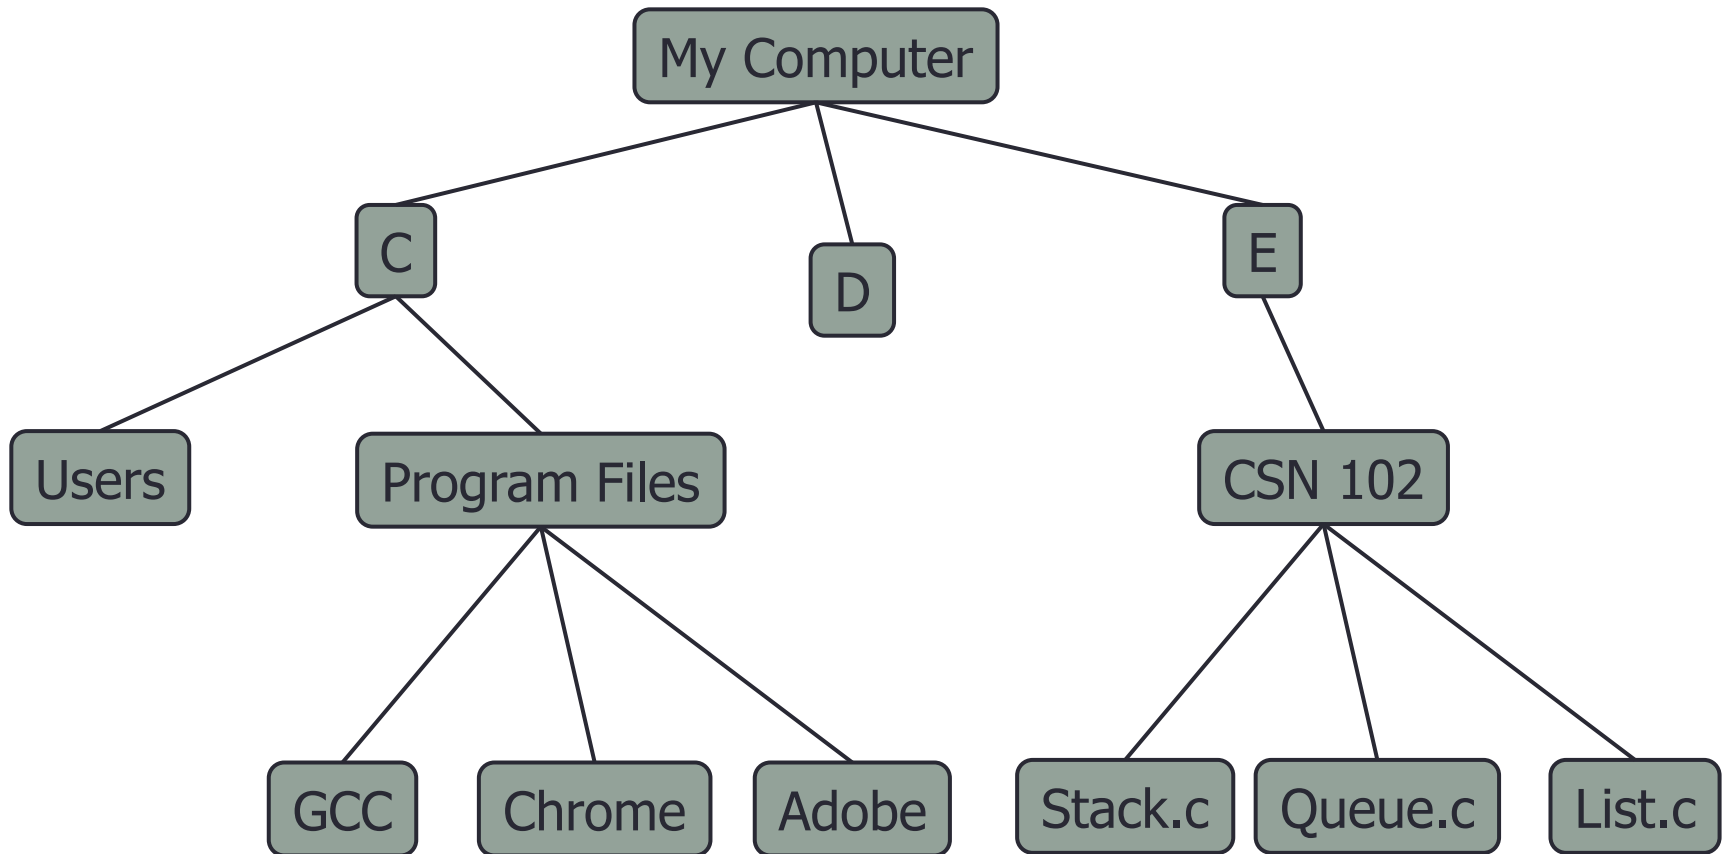 My Computer
C
D
E
Users
Program Files
CSN 102
GCC
Chrome
Adobe
Stack.c
Queue.c
List.c